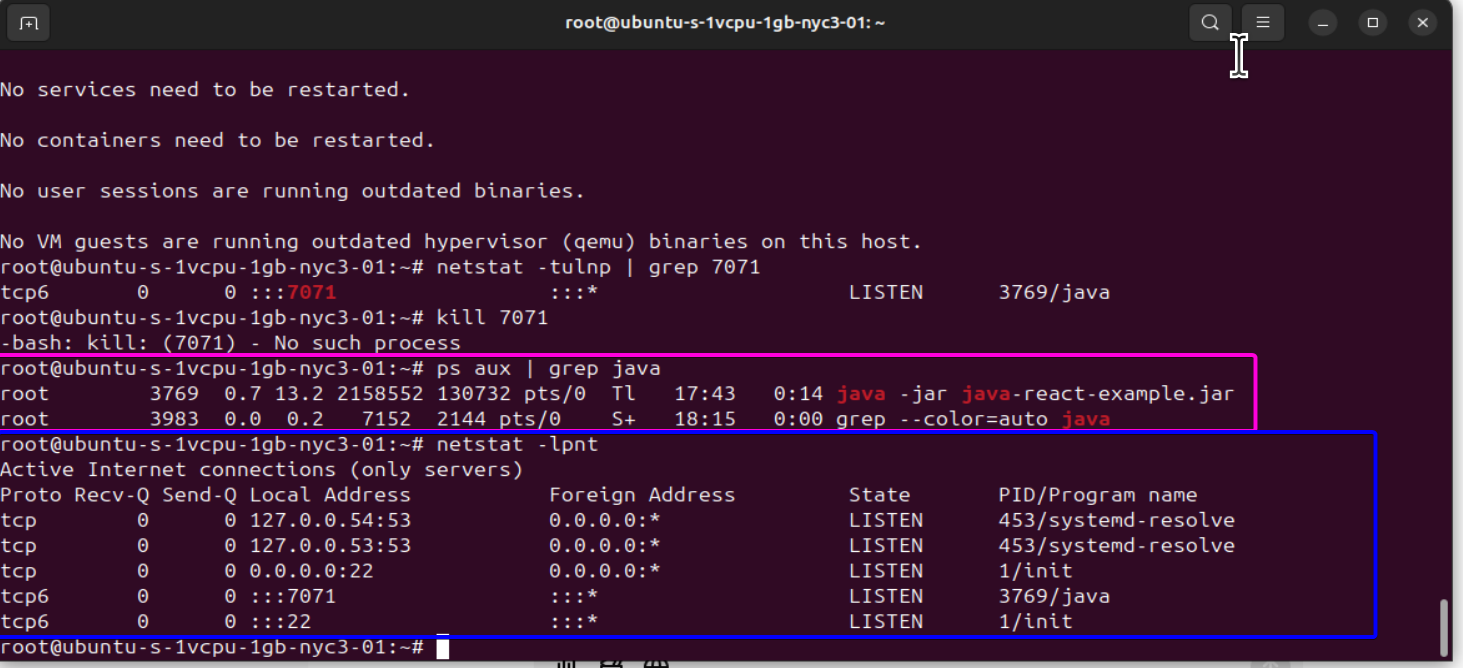 root@ubuntu-s-1vcpu-1gb-nyc3-01: ~
No services need to be restarted.
No containers need to be restarted.
No user sessions are running outdated binaries.
No VM guests are running outdated hypervisor (qemu) binaries on this host.
root@ubuntu-s-1vcpu-1gb-nyc3-01:~# netstat -tulnp | grep 7071
tcp6       0      0 :::7071                 :::*                    LISTEN      3769/java
root@ubuntu-s-1vcpu-1gb-nyc3-01:~# kill 7071
-bash: kill: (7071) - No such process
root@ubuntu-s-1vcpu-1gb-nyc3-01:~# ps aux | grep java
root        3769  0.7 13.2 2158552 130732 pts/0  Tl   17:43   0:14 java -jar java-react-example.jar
root        3983  0.0  0.2   7152  2144 pts/0    S+   18:15   0:00 grep --color=auto java
root@ubuntu-s-1vcpu-1gb-nyc3-01:~# netstat -lpnt
Active Internet connections (only servers)
Proto Recv-Q Send-Q Local Address           Foreign Address         State       PID/Program name
tcp        0      0 127.0.0.54:53           0.0.0.0:*               LISTEN      453/systemd-resolve
tcp        0      0 127.0.0.53:53           0.0.0.0:*               LISTEN      453/systemd-resolve
tcp        0      0 0.0.0.0:22              0.0.0.0:*               LISTEN      1/init
tcp6       0      0 :::7071                 :::*                    LISTEN      3769/java
tcp6       0      0 :::22                   :::*                    LISTEN      1/init
root@ubuntu-s-1vcpu-1gb-nyc3-01:~#